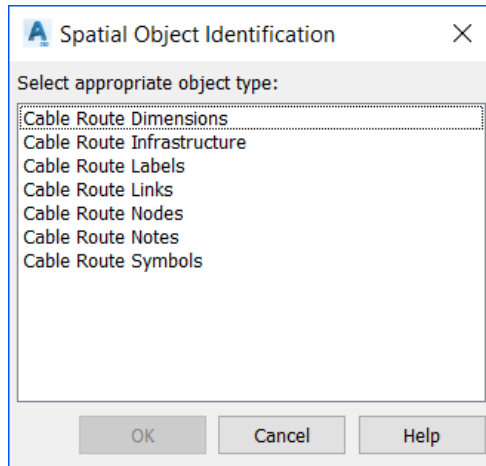 Spatial Object Identification
Select appropriate object type:
Cable Route Dimensions
Cable Route Infrastructure
Cable Route Labels
Cable Route Links
Cable Route Nodes
Cable Route Notes
Cable Route Symbols
OK Cancel Help